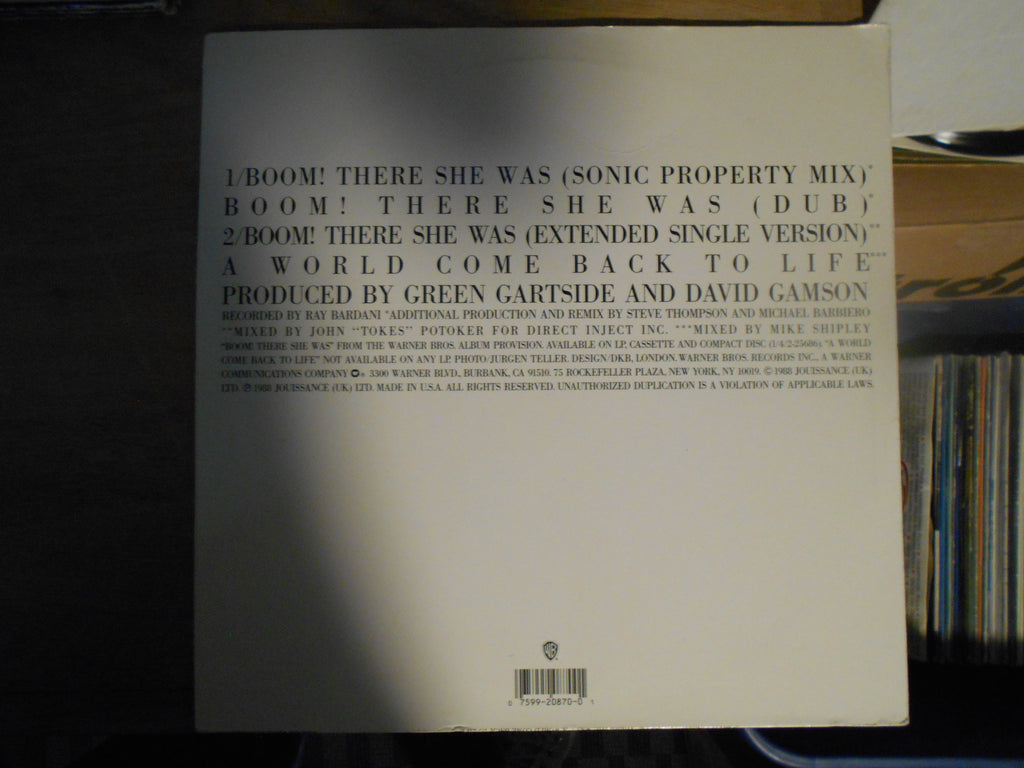 1/BOOM! THERE SHE WAS (SONIC PROPERTY MIX)*
BOOM! THERE SHE WAS (DUB)*
2/BOOM! THERE SHE WAS (EXTENDED SINGLE VERSION)**
A WORLD COME BACK TO LIFE***
PRODUCED BY GREEN GARTSIDE AND DAVID GAMSON
RECORDED BY RAY BARDANI *ADDITIONAL PRODUCTION AND REMIX BY STEVE THOMPSON AND MICHAEL BARBIERO
**MIXED BY JOHN "TOKES" POTOKER FOR DIRECT INJECT INC. ***MIXED BY MIKE SHIPLEY
"BOOM! THERE SHE WAS" FROM THE WARNER BROS. ALBUM PROVISION. AVAILABLE ON LP, CASSETTE AND COMPACT DISC (1/4/2-25686). "A WORLD
COME BACK TO LIFE" NOT AVAILABLE ON ANY LP. PHOTO/JURGEN TELLER. DESIGN/DKB, LONDON. WARNER BROS. RECORDS INC., A WARNER
COMMUNICATIONS COMPANY 3300 WARNER BLVD., BURBANK, CA 91510. 75 ROCKEFELLER PLAZA, NEW YORK, NY 10019. © 1988 JOUISSANCE (UK)
LTD. ℗ 1988 JOUISSANCE (UK) LTD. MADE IN U.S.A. ALL RIGHTS RESERVED. UNAUTHORIZED DUPLICATION IS A VIOLATION OF APPLICABLE LAWS.
WB
0 7599-20870-0 1